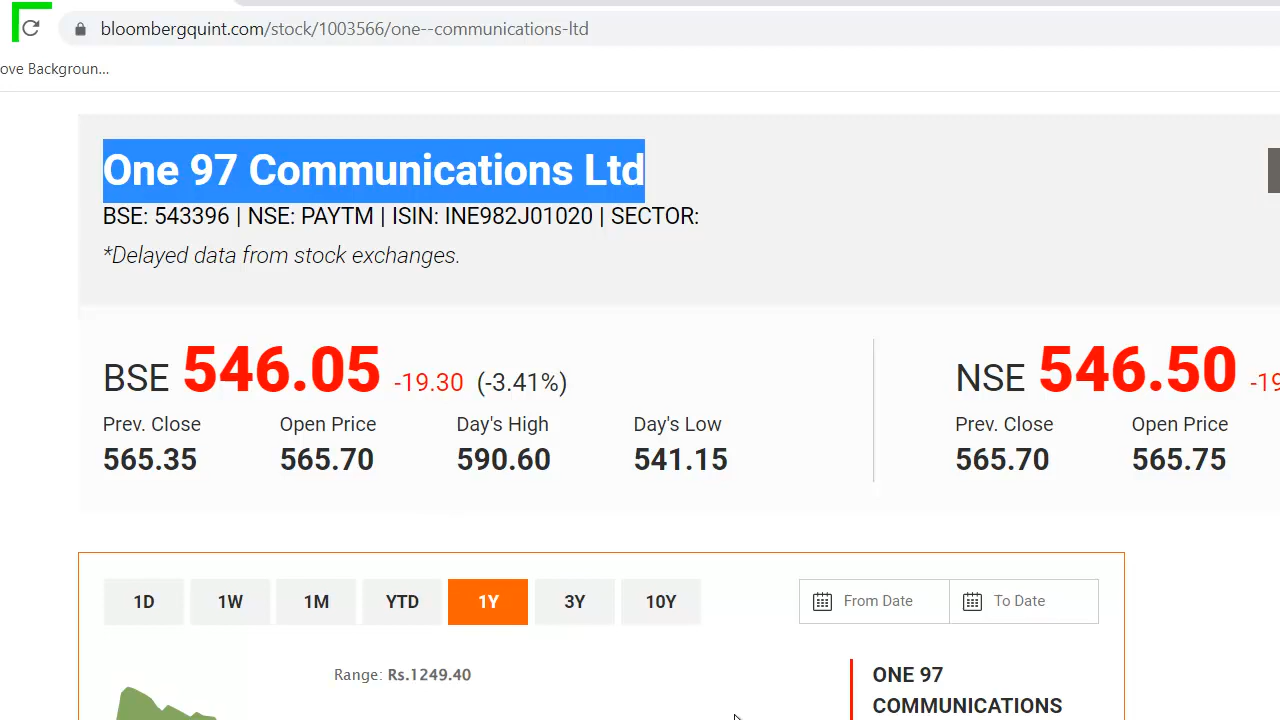 bloombergquint.com/stock/1003566/one--communications-ltd
ove Backgroun...
One 97 Communications Ltd
BSE: 543396 | NSE: PAYTM | ISIN: INE982J01020 | SECTOR:
*Delayed data from stock exchanges.
BSE 546.05 -19.30 (-3.41%)
Prev. Close Open Price Day's High Day's Low
565.35 565.70 590.60 541.15
NSE 546.50 -19
Prev. Close Open Price
565.70 565.75
1D 1W 1M YTD 1Y 3Y 10Y
From Date To Date
Range: Rs.1249.40
ONE 97
COMMUNICATIONS